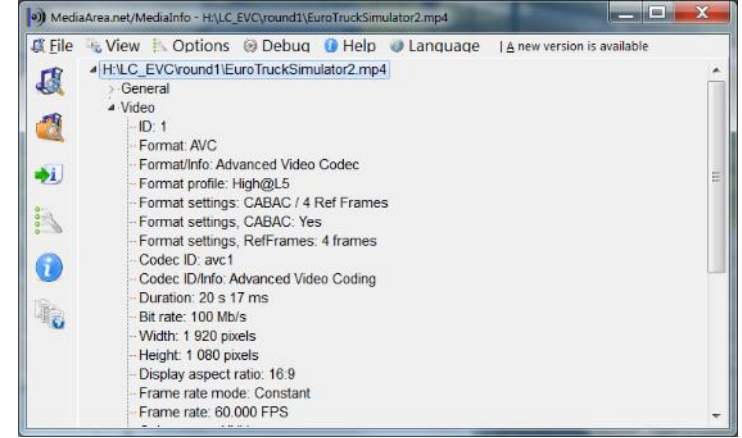 MediaArea.net/MediaInfo - H:\LC_EVC\round1\EuroTruckSimulator2.mp4
File View Options Debug Help Language | A new version is available
H:\LC_EVC\round1\EuroTruckSimulator2.mp4
General
Video
ID: 1
Format: AVC
Format/Info: Advanced Video Codec
Format profile: High@L5
Format settings: CABAC / 4 Ref Frames
Format settings, CABAC: Yes
Format settings, RefFrames: 4 frames
Codec ID: avc1
Codec ID/Info: Advanced Video Coding
Duration: 20 s 17 ms
Bit rate: 100 Mb/s
Width: 1 920 pixels
Height: 1 080 pixels
Display aspect ratio: 16:9
Frame rate mode: Constant
Frame rate: 60.000 FPS